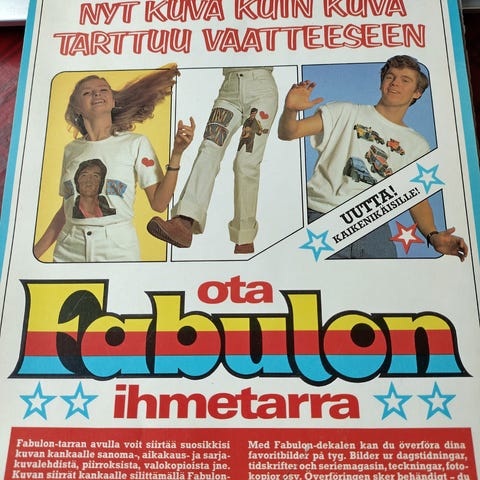 NYT KUVA KUIN KUVA
TARTTUU VAATTEESEEN
UUTTA!
KAIKENIKÄISILLE!
ota
Fabulon
ihmetarra
Fabulon-tarran avulla voit siirtää suosikkisi
kuvan kankaalle sanoma-, aikakaus- ja sarja-
kuvalehdistä, piirroksista, valokopioista jne.
Kuvan siirrät kankaalle silittämällä Fabulon-
Med Fabulon-dekalen kan du överföra dina
favoritbilder på tyg. Bilder ur dagstidningar,
tidskrifter och seriemagasin, teckningar, foto-
kopior osv. Överföringen sker behändigt – du